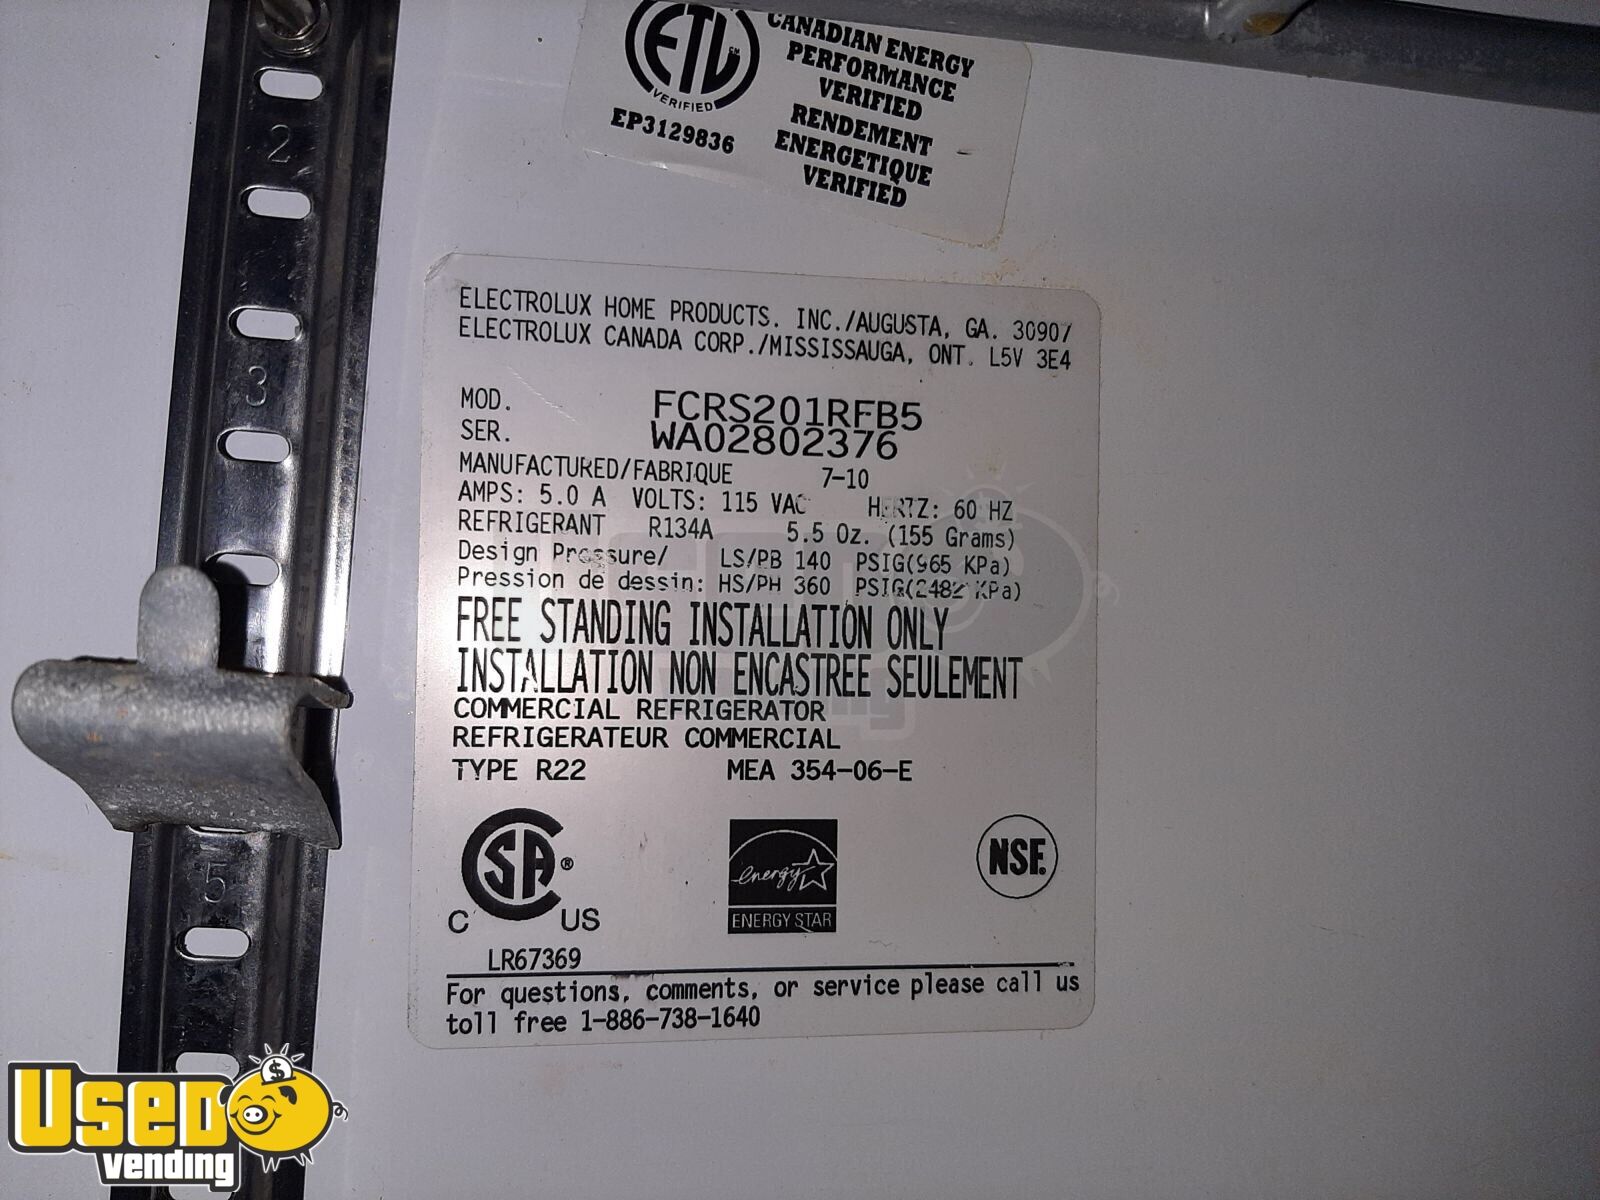 ETL
CM
VERIFIED
EP3129836
CANADIAN ENERGY
PERFORMANCE
VERIFIED
RENDEMENT
ENERGETIQUE
VERIFIED
2
3
5
ELECTROLUX HOME PRODUCTS. INC./AUGUSTA, GA. 30907
ELECTROLUX CANADA CORP./MISSISSAUGA, ONT. L5V 3E4
MOD. FCRS201RFB5
SER. WA02802376
MANUFACTURED/FABRIQUE 7-10
AMPS: 5.0 A VOLTS: 115 VAC HERTZ: 60 HZ
REFRIGERANT R134A 5.5 Oz. (155 Grams)
Design Pressure/ LS/PB 140 PSIG(965 KPa)
Pression de dessin: HS/PH 360 PSIG(2482 KPa)
FREE STANDING INSTALLATION ONLY
INSTALLATION NON ENCASTREE SEULEMENT
COMMERCIAL REFRIGERATOR
REFRIGERATEUR COMMERCIAL
TYPE R22 MEA 354-06-E
CSA ®
C US
LR67369
energy
ENERGY STAR
NSF.
For questions, comments, or service please call us
toll free 1-886-738-1640
USED
vending
$